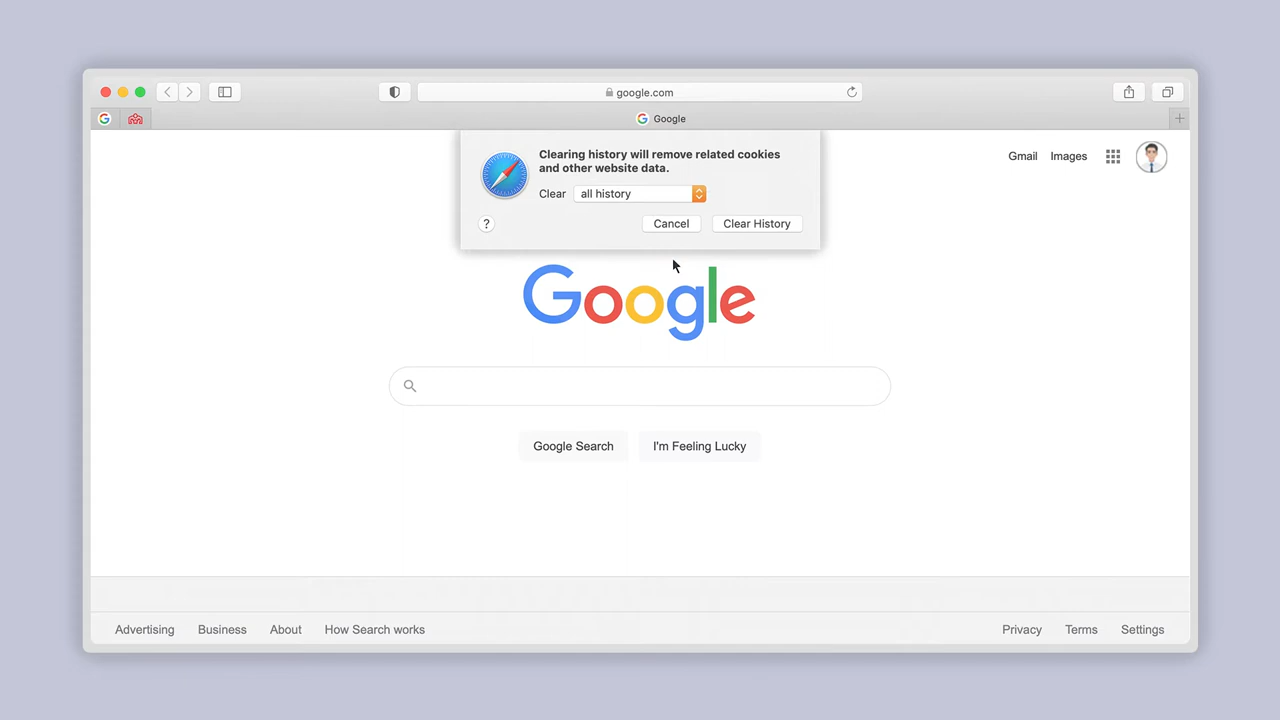 google.com
Google
Clearing history will remove related cookies
and other website data.
Clear all history
? Cancel Clear History
Gmail Images
Google
Google Search I'm Feeling Lucky
Advertising Business About How Search works Privacy Terms Settings